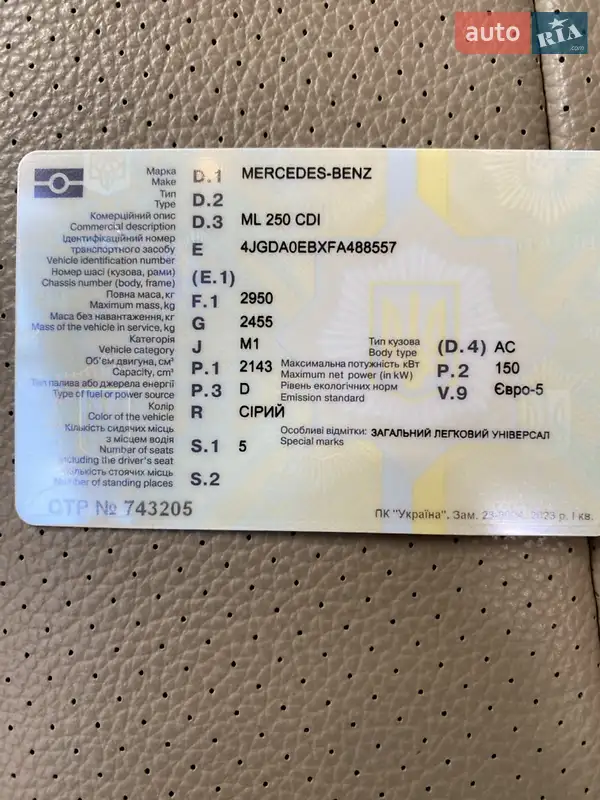 auto RIA .com
Марка
Make D.1 MERCEDES-BENZ
Тип
Type D.2
Комерційний опис
Commercial description D.3 ML 250 CDI
Ідентифікаційний номер
транспортного засобу E 4JGDA0EBXFA488557
Vehicle identification number
Номер шасі (кузова, рами) (E.1)
Chassis number (body, frame)
Повна маса, кг F.1 2950
Maximum mass, kg
Маса без навантаження, кг G 2455
Mass of the vehicle in service, kg
Категорія J M1 Тип кузова (D.4) AC
Vehicle category Body type
Об'єм двигуна, см³ P.1 2143 Максимальна потужність кВт P.2 150
Capacity, cm³ Maximum net power (in kW)
Тип палива або джерела енергії P.3 D Рівень екологічних норм V.9 Євро-5
Type of fuel or power source Emission standard
Колір R СІРИЙ
Color of the vehicle
Кількість сидячих місць Особливі відмітки: ЗАГАЛЬНИЙ ЛЕГКОВИЙ УНІВЕРСАЛ
з місцем водія Special marks
Number of seats S.1 5
including the driver's seat
Кількість стоячих місць S.2
Number of standing places
СТР № 743205 ПК "Україна". Зам. 2023 р. І кв.